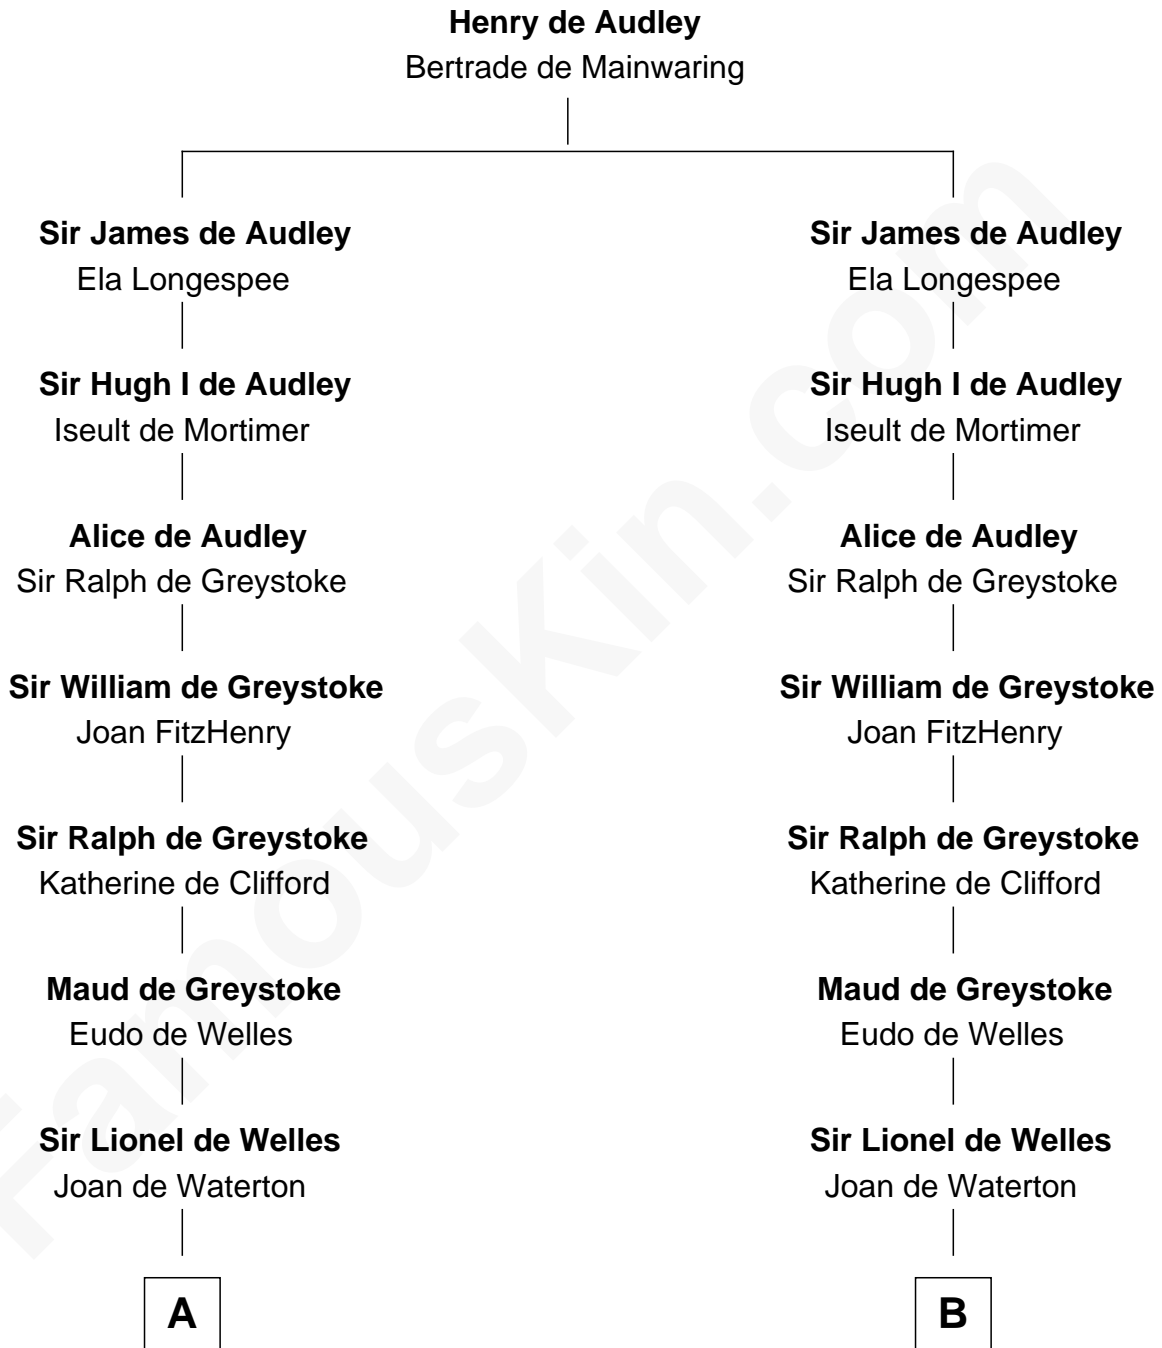 Henry de Audley
Bertrade de Mainwaring
Sir James de Audley
Ela Longespee
Sir Hugh I de Audley
Iseult de Mortimer
Alice de Audley
Sir Ralph de Greystoke
Sir William de Greystoke
Joan FitzHenry
Sir Ralph de Greystoke
Katherine de Clifford
Maud de Greystoke
Eudo de Welles
Sir Lionel de Welles
Joan de Waterton
A
Sir James de Audley
Ela Longespee
Sir Hugh I de Audley
Iseult de Mortimer
Alice de Audley
Sir Ralph de Greystoke
Sir William de Greystoke
Joan FitzHenry
Sir Ralph de Greystoke
Katherine de Clifford
Maud de Greystoke
Eudo de Welles
Sir Lionel de Welles
Joan de Waterton
B
FamousKin.com